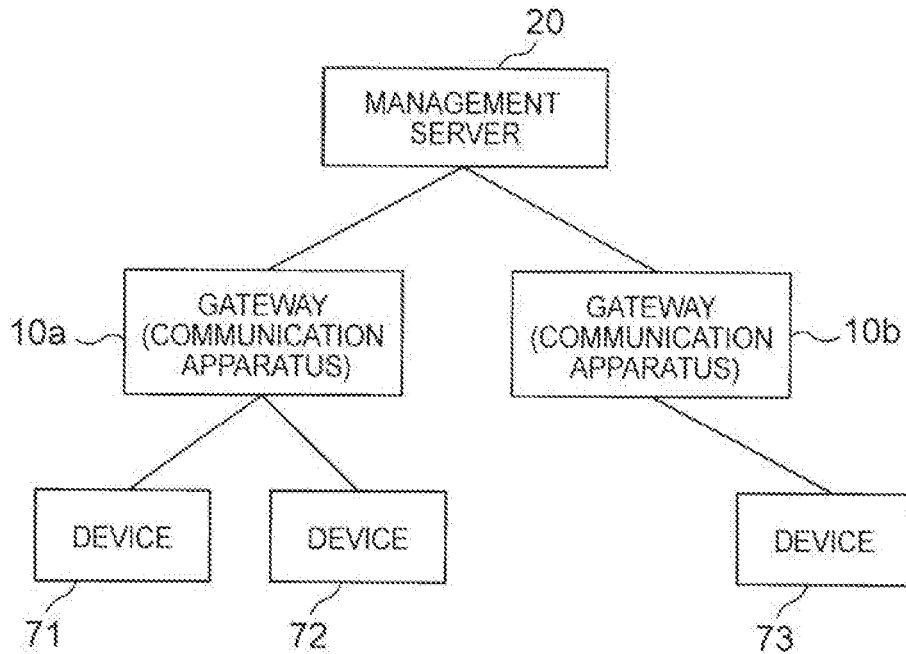 20
MANAGEMENT
SERVER
10a
GATEWAY
(COMMUNICATION
APPARATUS)
GATEWAY
(COMMUNICATION
APPARATUS)
10b
DEVICE
DEVICE
DEVICE
71
72
73